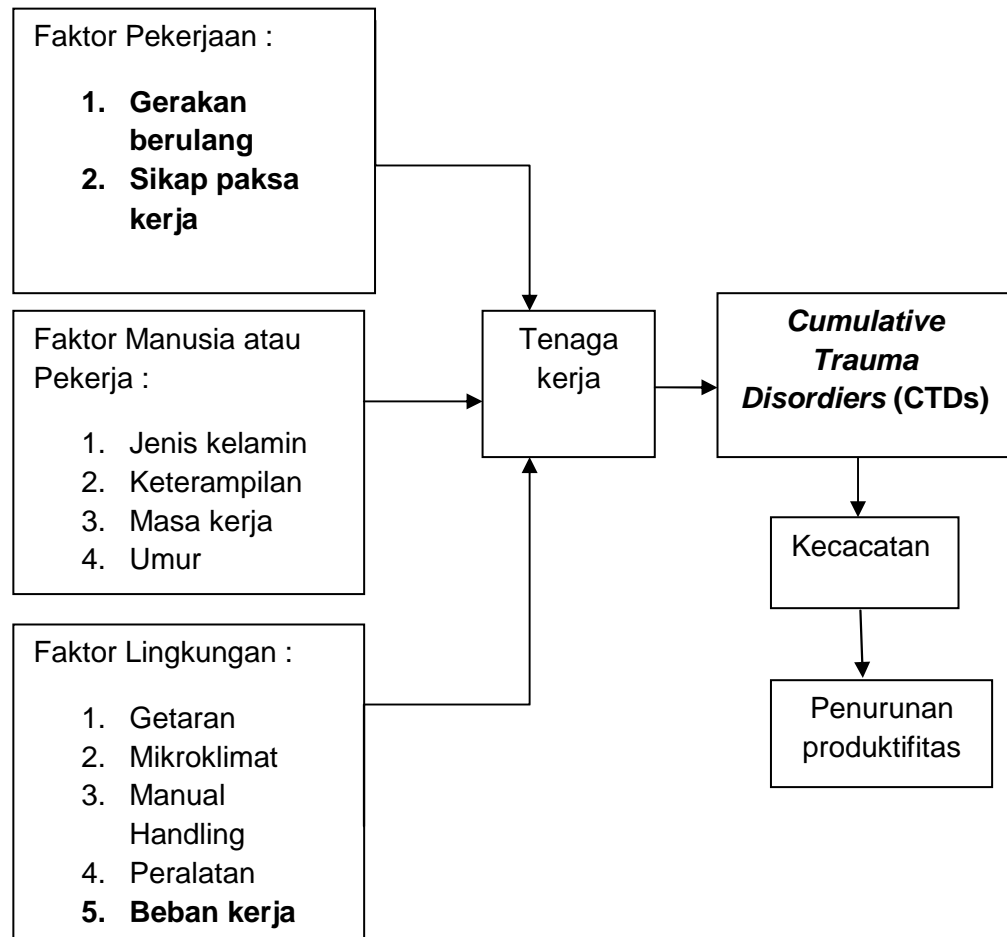 Faktor Pekerjaan :
1. Gerakan
berulang
2. Sikap paksa
kerja
Faktor Manusia atau
Pekerja :
1. Jenis kelamin
2. Keterampilan
3. Masa kerja
4. Umur
Faktor Lingkungan :
1. Getaran
2. Mikroklimat
3. Manual
Handling
4. Peralatan
5. Beban kerja
Tenaga
kerja
Cumulative
Trauma
Disordiers (CTDs)
Kecacatan
Penurunan
produktifitas